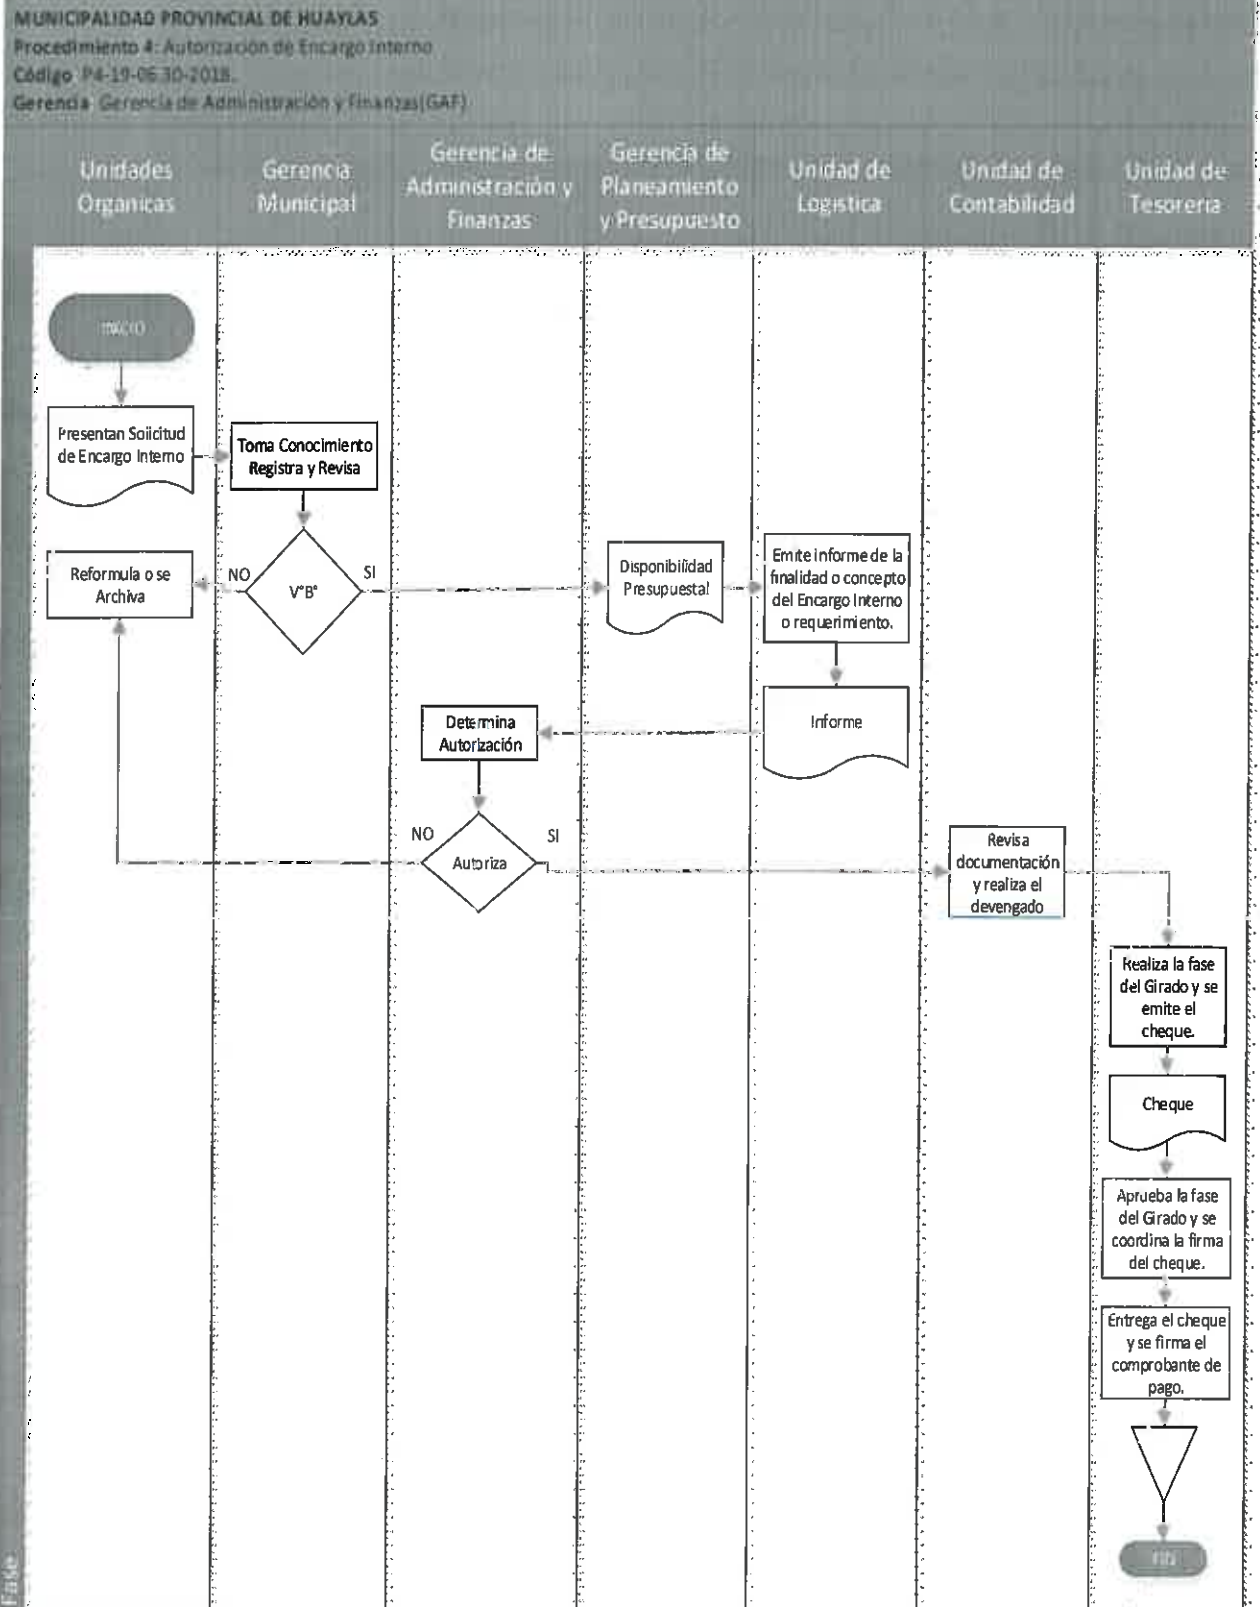 MUNICIPALIDAD PROVINCIAL DE HUAYLAS
Procedimiento 4: Autorización de Encargo Interno
Código P4-19-06.30-2018.
Gerencia Gerencia de Administración y Finanzas(GAF)
Unidades
Organicas
Gerencia
Municipal
Gerencia de
Administración y
Finanzas
Gerencia de
Planeamiento
y Presupuesto
Unidad de
Logistica
Unidad de
Contabilidad
Unidad de
Tesoreria
INICIO
Presentan Solicitud
de Encargo Interno
Toma Conocimiento
Registra y Revisa
Reformula o se
Archiva
NO
V°B°
SI
Disponibilidad
Presupuestal
Emite informe de la
finalidad o concepto
del Encargo Interno
o requerimiento.
Informe
Determina
Autorización
NO
Autoriza
SI
Revisa
documentación
y realiza el
devengado
Realiza la fase
del Girado y se
emite el
cheque.
Cheque
Aprueba la fase
del Girado y se
coordina la firma
del cheque.
Entrega el cheque
y se firma el
comprobante de
pago.
FIN
Fase